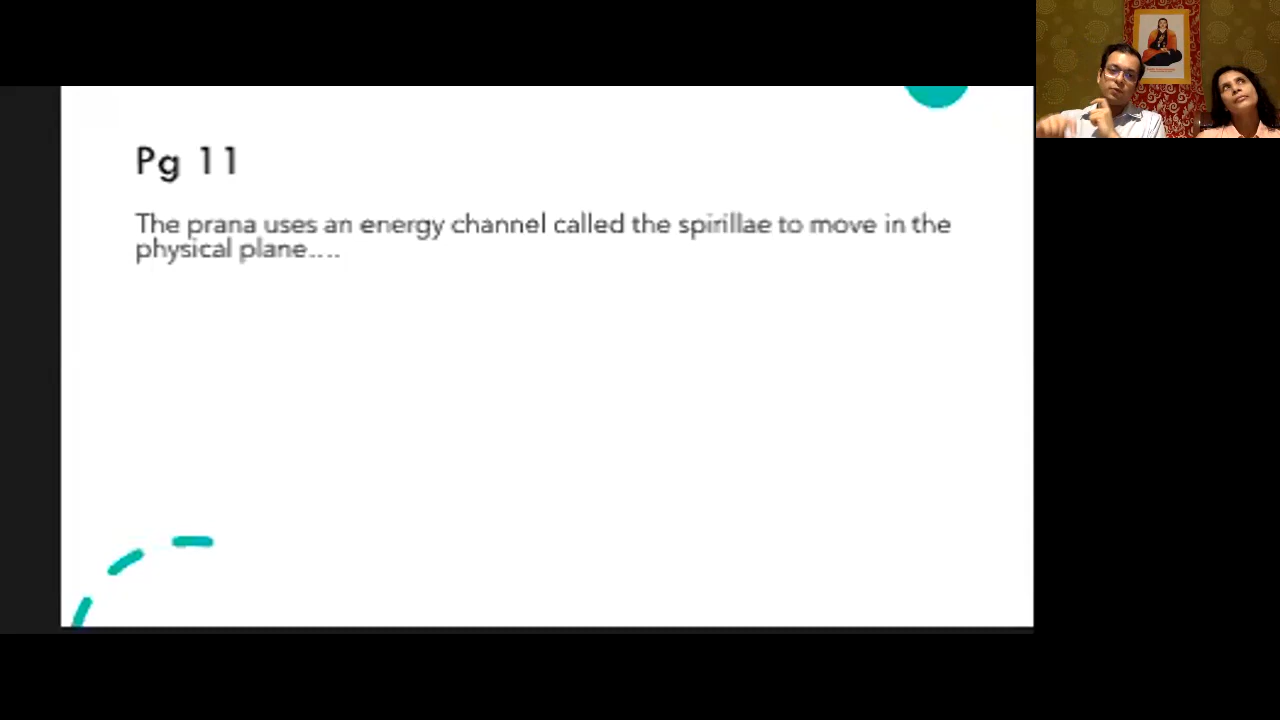 Pg 11
The prana uses an energy channel called the spirillae to move in the
physical plane....